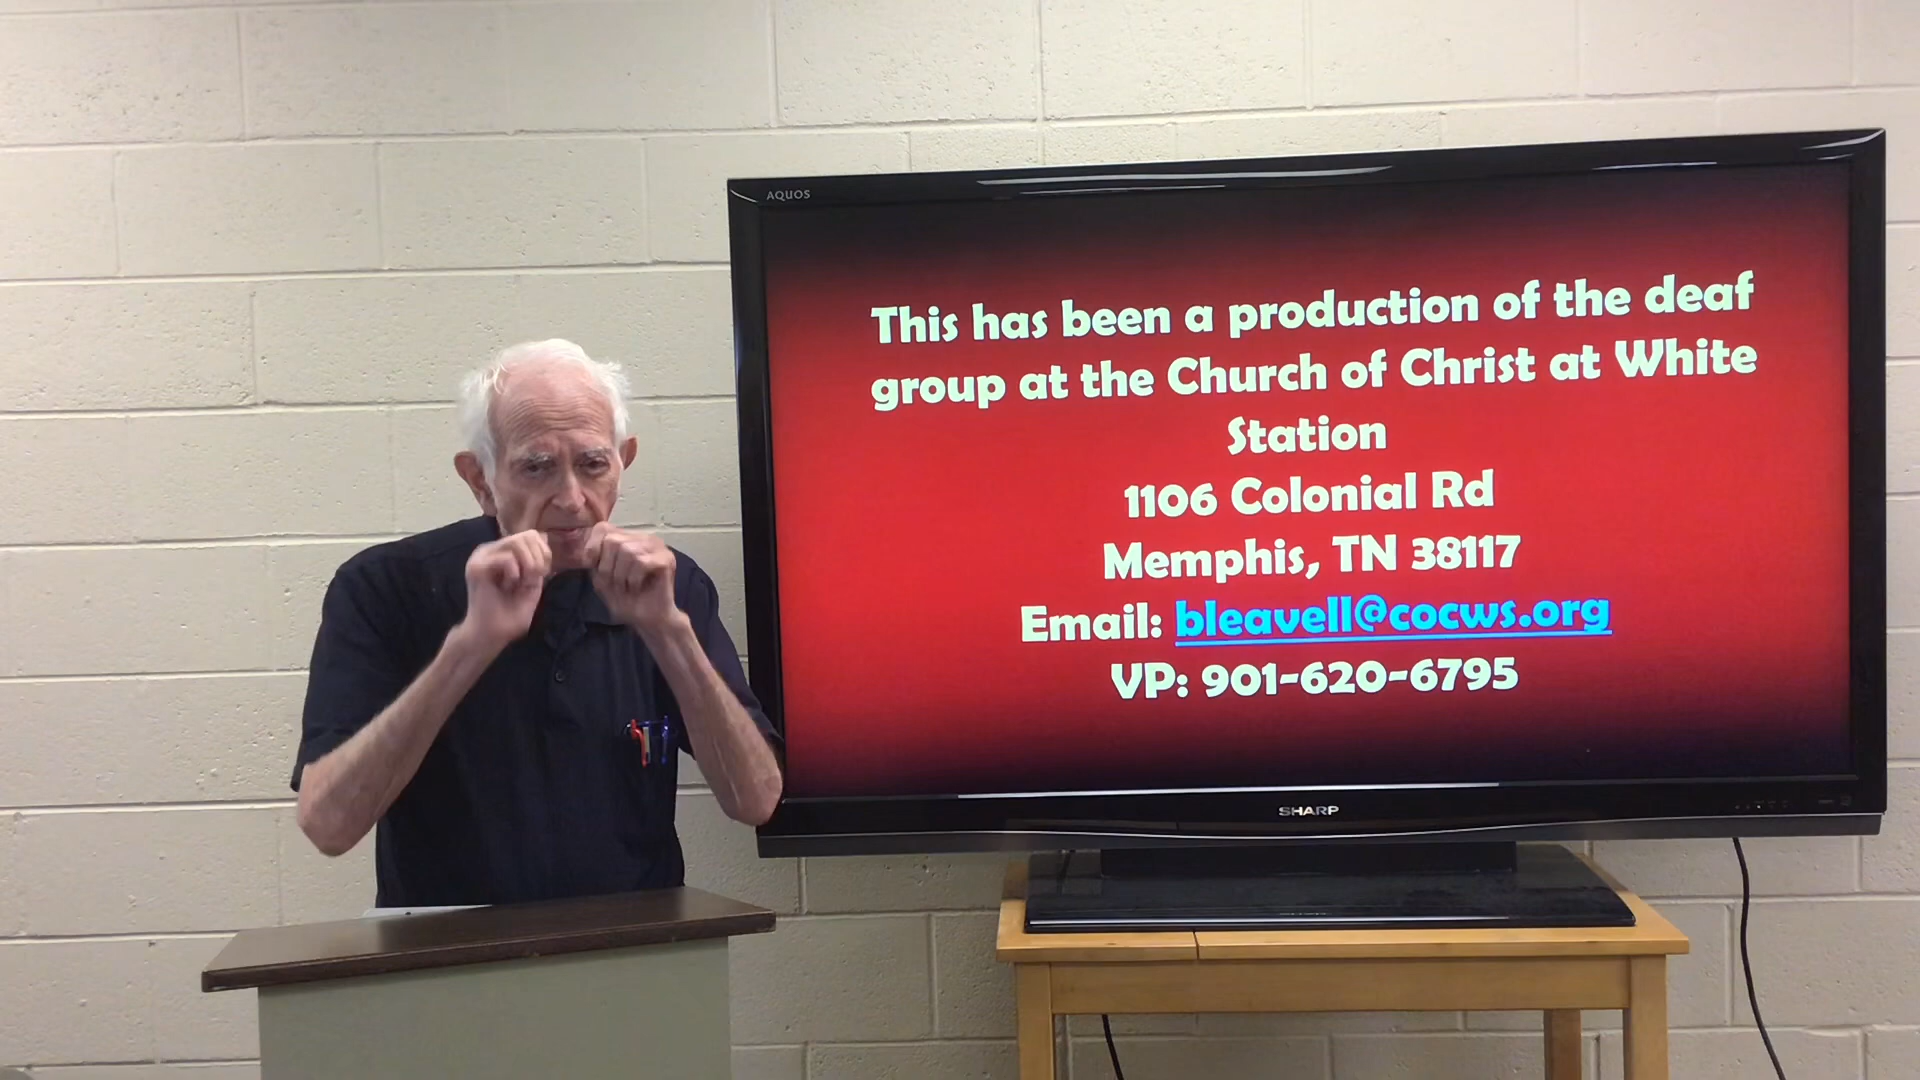 AQUOS
This has been a production of the deaf
group at the Church of Christ at White
Station
1106 Colonial Rd
Memphis, TN 38117
Email: bleavell@cocws.org
VP: 901-620-6795
SHARP